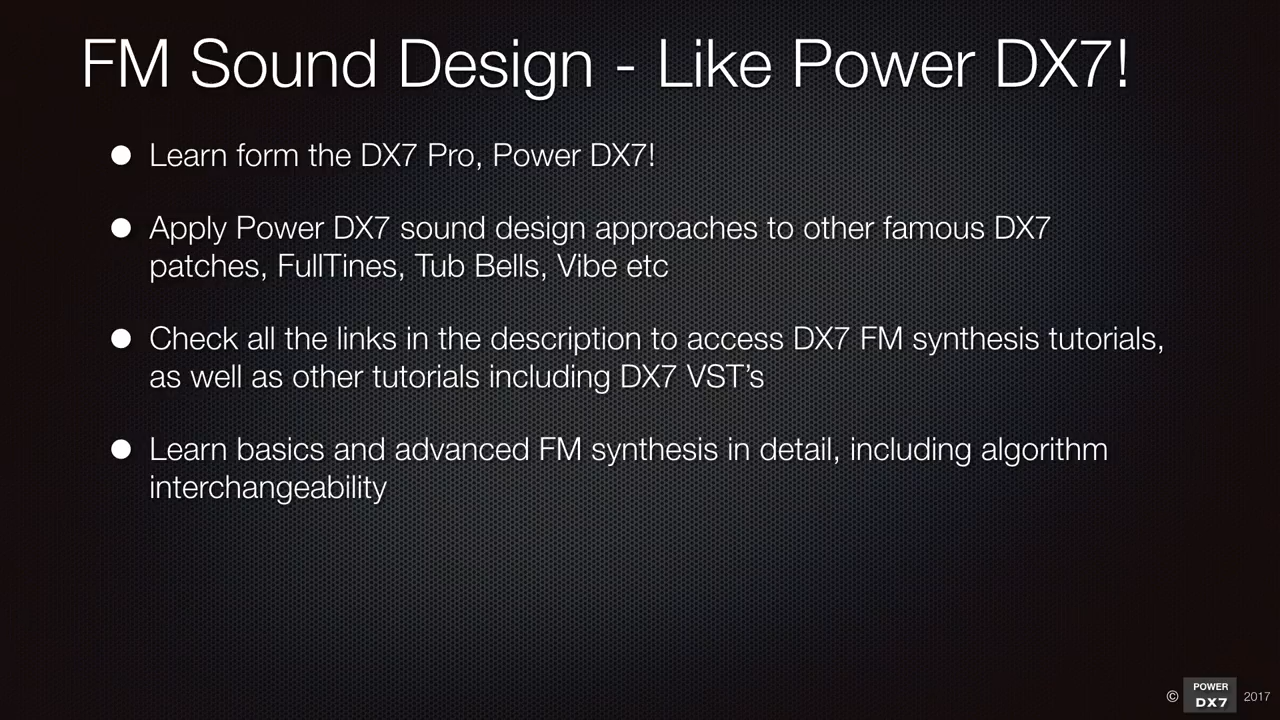 FM Sound Design - Like Power DX7!
● Learn form the DX7 Pro, Power DX7!
● Apply Power DX7 sound design approaches to other famous DX7
patches, FullTines, Tub Bells, Vibe etc
● Check all the links in the description to access DX7 FM synthesis tutorials,
as well as other tutorials including DX7 VST’s
● Learn basics and advanced FM synthesis in detail, including algorithm
interchangeability
© POWER DX7 2017